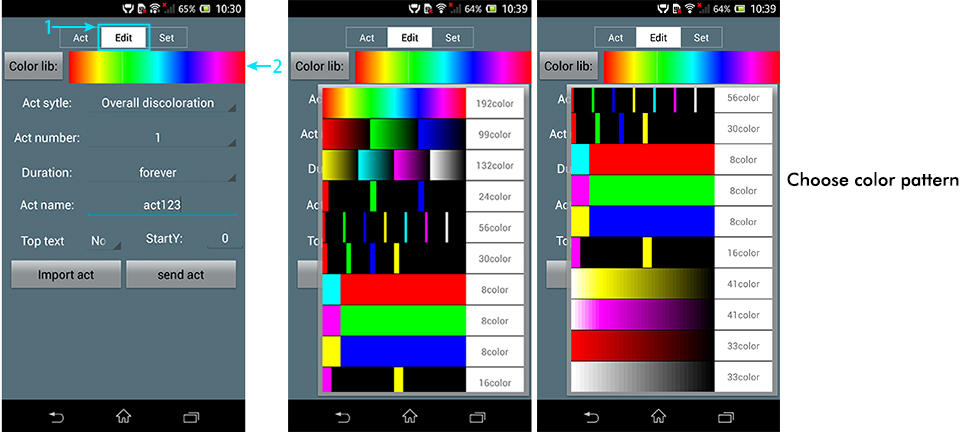 65% 10:30
1
Act Edit Set
Color lib:
2
Act sytle: Overall discoloration
Act number: 1
Duration: forever
Act name: act123
Top text No StartY: 0
Import act send act
64% 10:39
Act Edit Set
Color lib:
Ac
Act
Du
Ac
To
192color
99color
132color
24color
56color
30color
8color
8color
8color
16color
64% 10:39
Act Edit Set
Color lib:
Ac
Act
Du
Ac
To
56color
30color
8color
8color
8color
16color
41color
41color
33color
33color
Choose color pattern